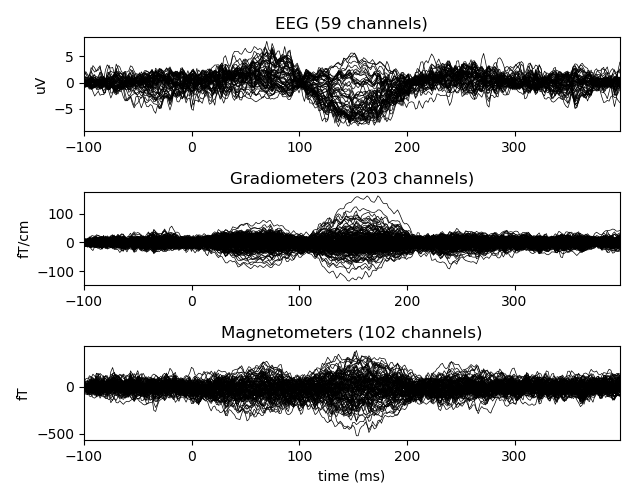 EEG (59 channels)
uV
5
0
−5
−100 0 100 200 300
Gradiometers (203 channels)
fT/cm
100
0
−100
−100 0 100 200 300
Magnetometers (102 channels)
fT
0
−500
−100 0 100 200 300
time (ms)